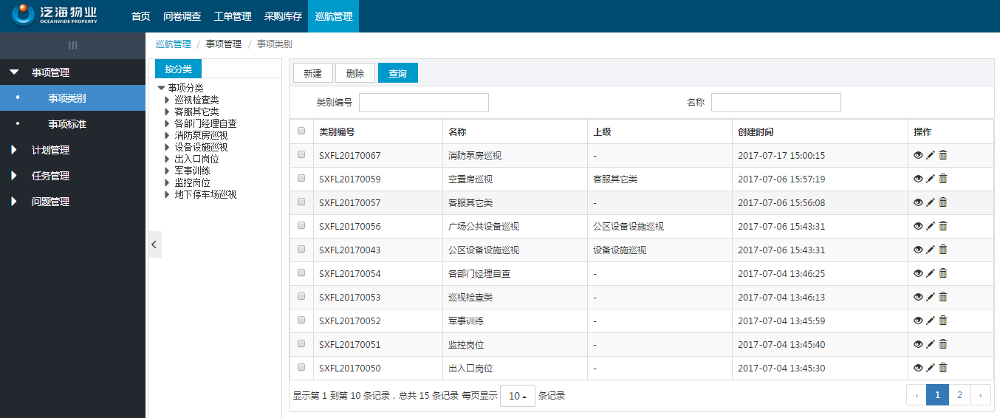 泛海物业
OCEANWIDE PROPERTY
首页 问卷调查 工单管理 采购库存 巡航管理
巡航管理 / 事项管理 / 事项类别
事项管理
事项类别
事项标准
计划管理
任务管理
问题管理
按分类
事项分类
巡视检查类
客服其它类
各部门经理自查
消防泵房巡视
设备设施巡视
出入口岗位
军事训练
监控岗位
地下停车场巡视
新建 删除 查询
类别编号 名称
类别编号 名称 上级 创建时间 操作
SXFL20170067 消防泵房巡视 - 2017-07-17 15:00:15
SXFL20170059 空置房巡视 客服其它类 2017-07-06 15:57:19
SXFL20170057 客服其它类 - 2017-07-06 15:56:08
SXFL20170056 广场公共设备巡视 公区设备设施巡视 2017-07-06 15:43:31
SXFL20170043 公区设备设施巡视 设备设施巡视 2017-07-06 15:43:31
SXFL20170054 各部门经理自查 - 2017-07-04 13:46:25
SXFL20170053 巡视检查类 - 2017-07-04 13:46:13
SXFL20170052 军事训练 - 2017-07-04 13:45:59
SXFL20170051 监控岗位 - 2017-07-04 13:45:40
SXFL20170050 出入口岗位 - 2017-07-04 13:45:30
显示第 1 到第 10 条记录，总共 15 条记录 每页显示 10 条记录 ‹ 1 2 ›